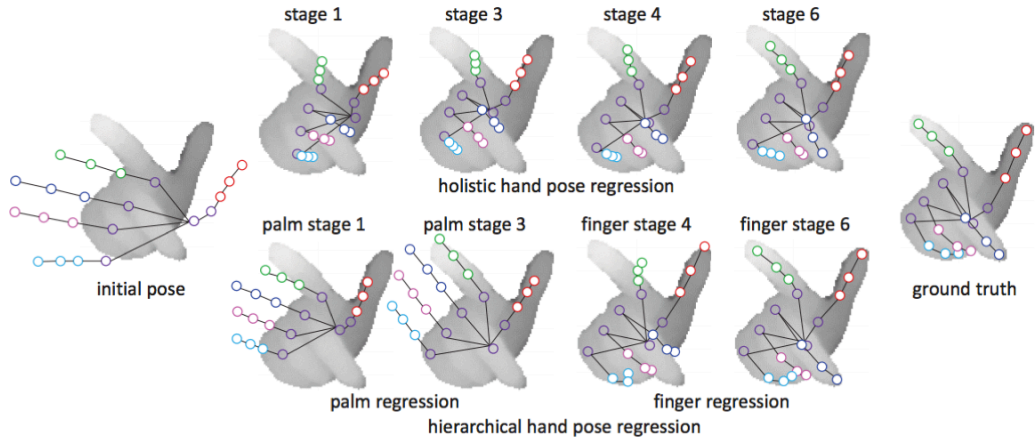 stage 1
stage 3
stage 4
stage 6
holistic hand pose regression
initial pose
palm stage 1
palm stage 3
finger stage 4
finger stage 6
ground truth
palm regression
finger regression
hierarchical hand pose regression